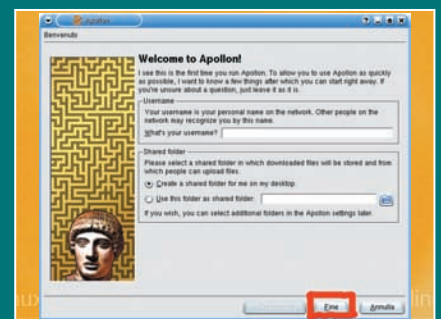 Apollon
Benvenuto
Welcome to Apollon!
I see this is the first time you run Apollon. To allow you to use Apollon as quickly
as possible, I want to know a few things after which you can start right away. If
you're unsure about a question, just leave it as it is.
Username
Your username is your personal name on the network. Other people on the
network may recognize you by this name.
What's your username?
Shared folder
Please select a shared folder in which downloaded files will be stored and from
which people can upload files.
Create a shared folder for me on my desktop.
Use this folder as shared folder:
If you wish, you can select additional folders in the Apollon settings later.
Fine
Annulla